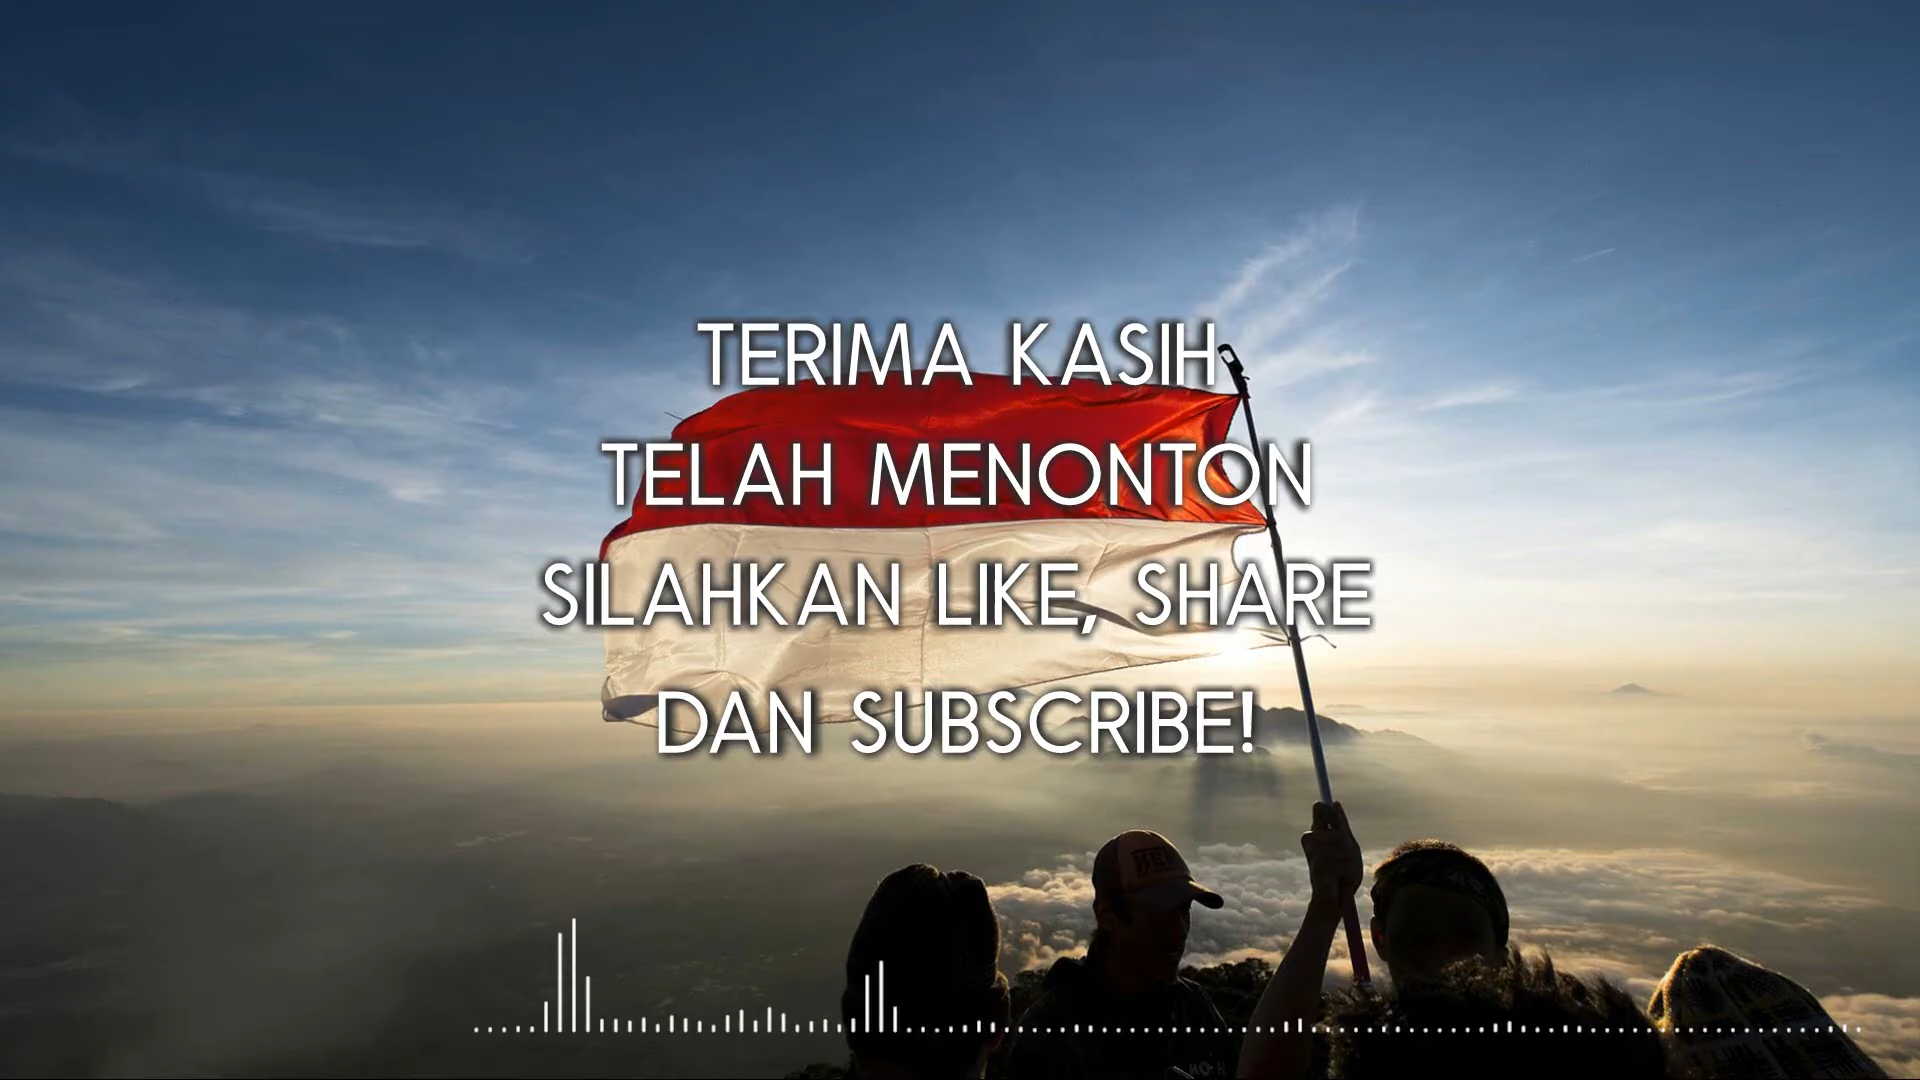 TERIMA KASIH
TELAH MENONTON
SILAHKAN LIKE, SHARE
DAN SUBSCRIBE!